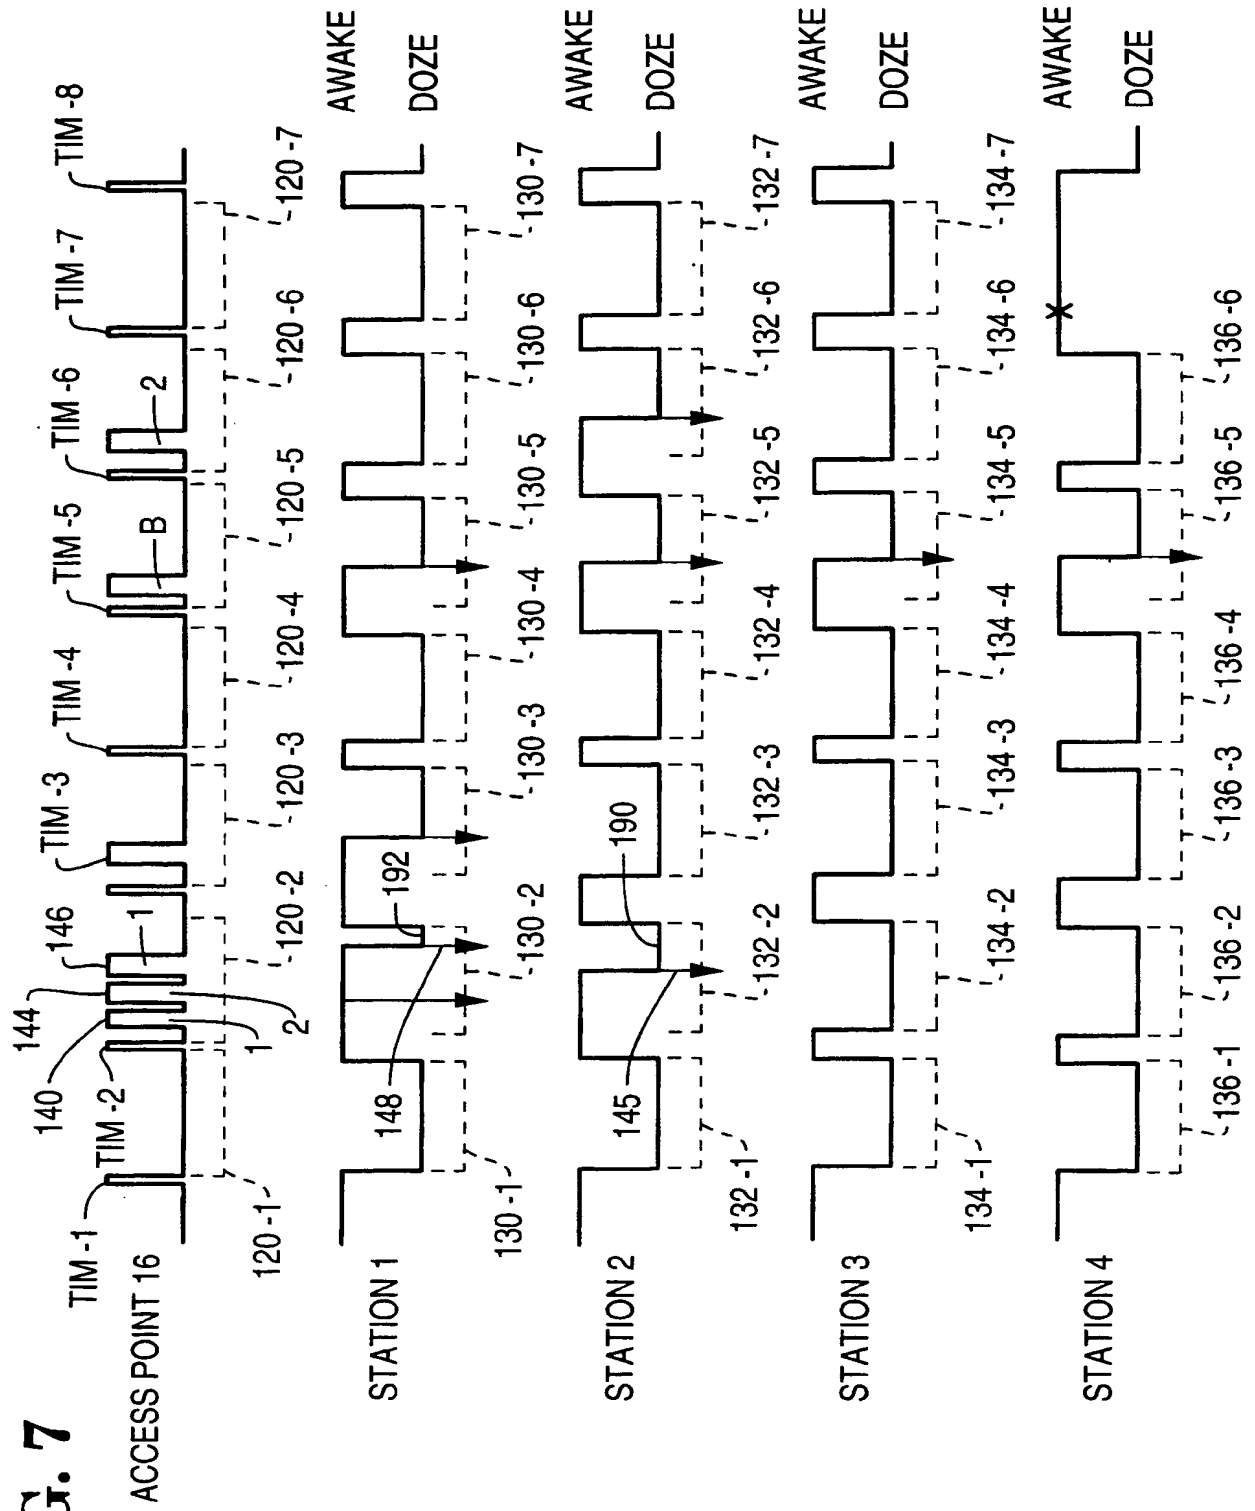 G. 7
TIM -1
TIM -2
140
144
146
TIM -3
TIM -4
TIM -5
TIM -6
TIM -7
TIM -8
ACCESS POINT 16
1
2
1
B
2
120 -1
120 -2
120 -3
120 -4
120 -5
120 -6
120 -7
STATION 1
AWAKE
DOZE
148
192
130 -1
130 -2
130 -3
130 -4
130 -5
130 -6
130 -7
STATION 2
AWAKE
DOZE
145
190
132 -1
132 -2
132 -3
132 -4
132 -5
132 -6
132 -7
STATION 3
AWAKE
DOZE
134 -1
134 -2
134 -3
134 -4
134 -5
134 -6
134 -7
STATION 4
AWAKE
DOZE
X
136 -1
136 -2
136 -3
136 -4
136 -5
136 -6